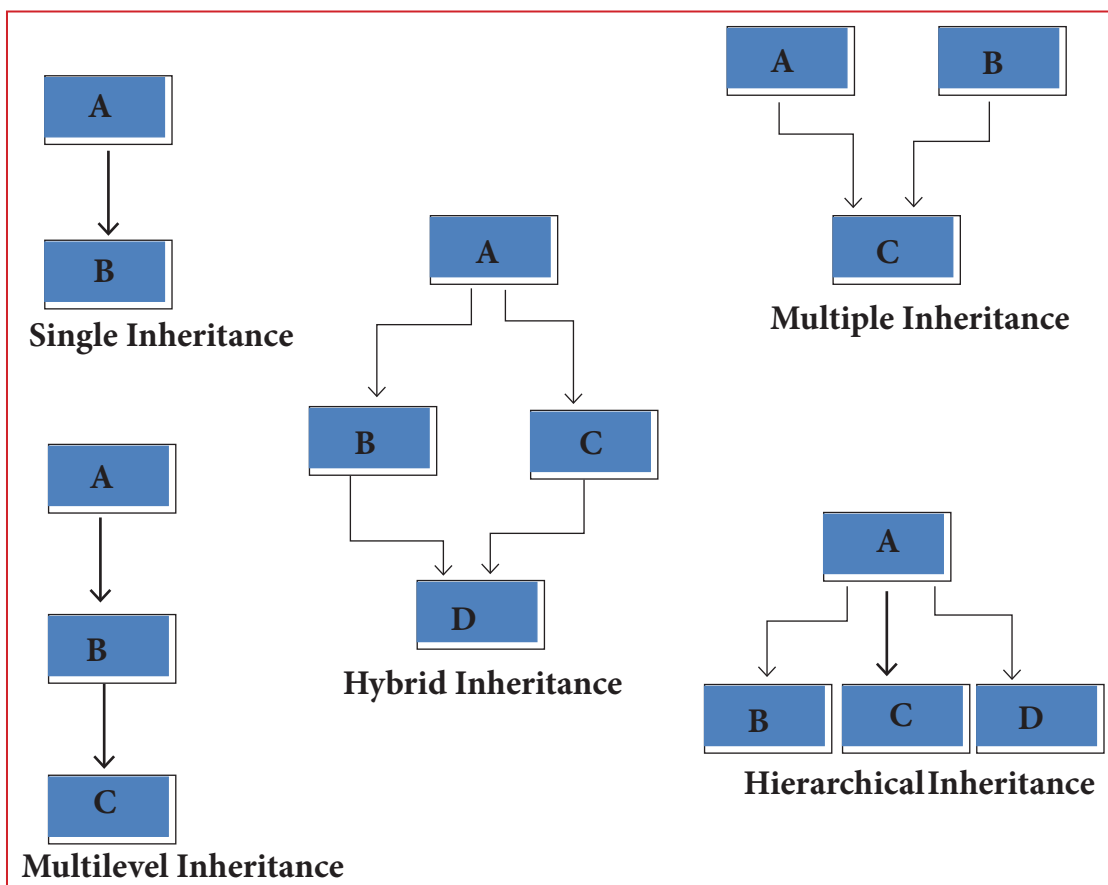 A
B
Single Inheritance
A
B
C
Multilevel Inheritance
A
B C
D
Hybrid Inheritance
A B
C
Multiple Inheritance
A
B C D
Hierarchical Inheritance